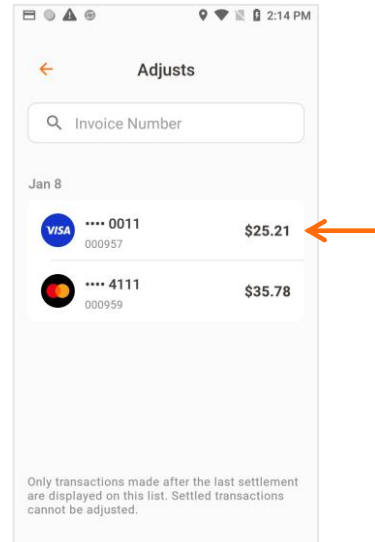 2:14 PM
Adjusts
Invoice Number
Jan 8
VISA •••• 0011 $25.21
000957
•••• 4111 $35.78
000959
Only transactions made after the last settlement
are displayed on this list. Settled transactions
cannot be adjusted.